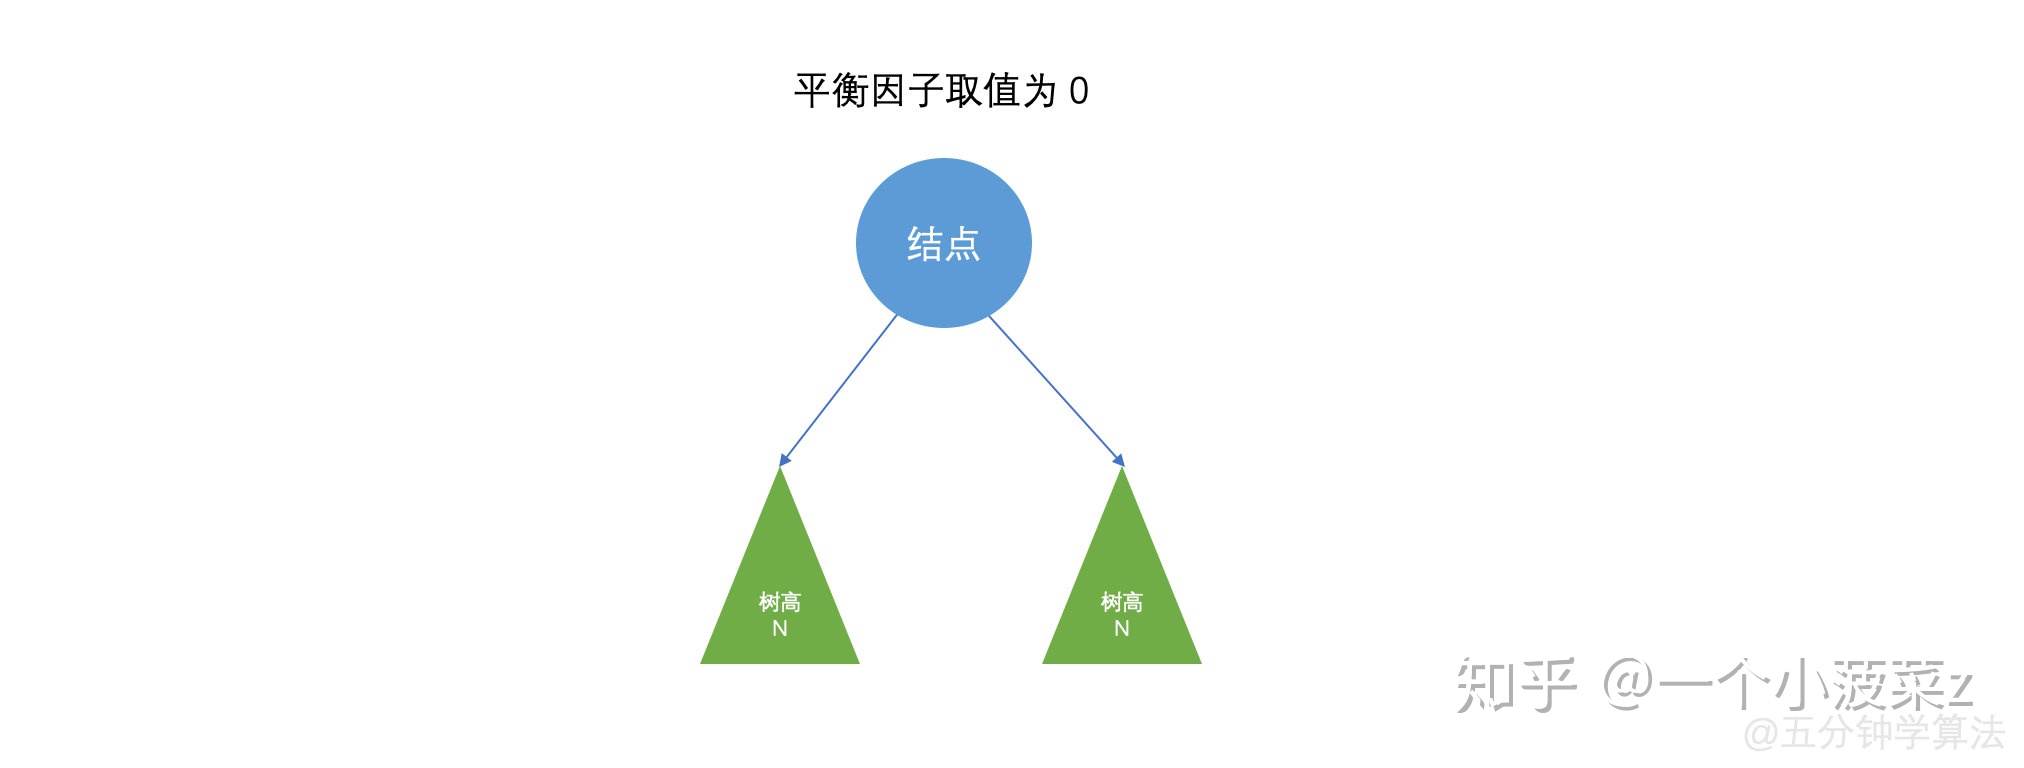 平衡因子取值为 0
结点
树高
N
树高
N
知乎 @一个小菠菜z
@五分钟学算法